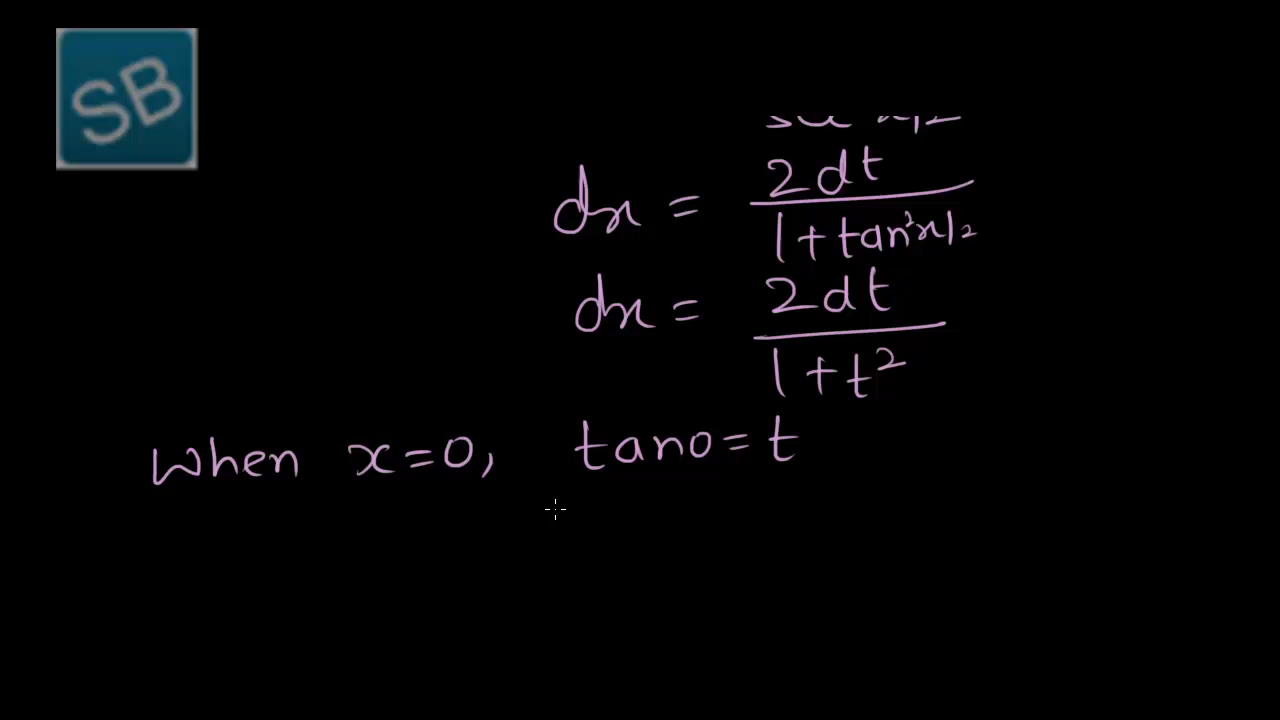 SB
dx = 2dt / 1 + tan²x/2
dx = 2dt / 1 + t²
When x=0, tan0 = t